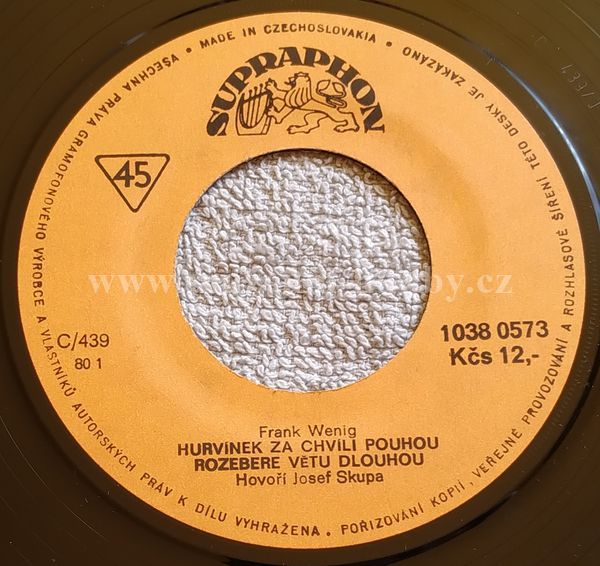 VŠECHNA PRÁVA GRAMOFONOVÉHO VÝROBCE A VLASTNÍKŮ AUTORSKÝCH PRÁV K DÍLU VYHRAŽENA. POŘIZOVÁNÍ KOPIÍ, VEŘEJNÉ PROVOZOVÁNÍ A ROZHLASOVÉ ŠÍŘENÍ TÉTO DESKY JE ZAKÁZÁNO • MADE IN CZECHOSLOVAKIA •
SUPRAPHON
45
C/439
80 1
1038 0573
Kčs 12,-
Frank Wenig
HURVÍNEK ZA CHVÍLI POUHOU
ROZEBERE VĚTU DLOUHOU
Hovoří Josef Skupa